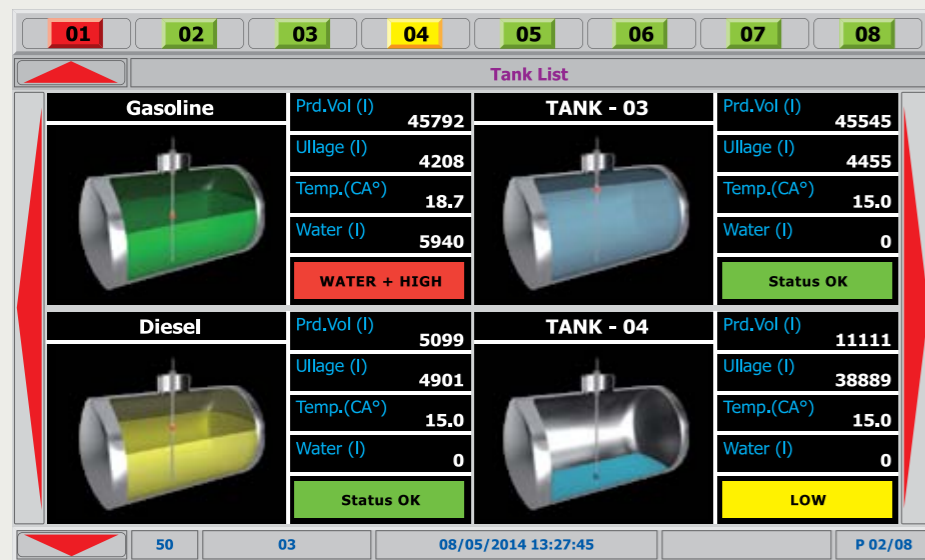 01 02 03 04 05 06 07 08
Tank List
Gasoline
Prd.Vol (l)
45792
Ullage (l)
4208
Temp.(CA°)
18.7
Water (l)
5940
WATER + HIGH
TANK - 03
Prd.Vol (l)
45545
Ullage (l)
4455
Temp.(CA°)
15.0
Water (l)
0
Status OK
Diesel
Prd.Vol (l)
5099
Ullage (l)
4901
Temp.(CA°)
15.0
Water (l)
0
Status OK
TANK - 04
Prd.Vol (l)
11111
Ullage (l)
38889
Temp.(CA°)
15.0
Water (l)
0
LOW
50 03 08/05/2014 13:27:45 P 02/08